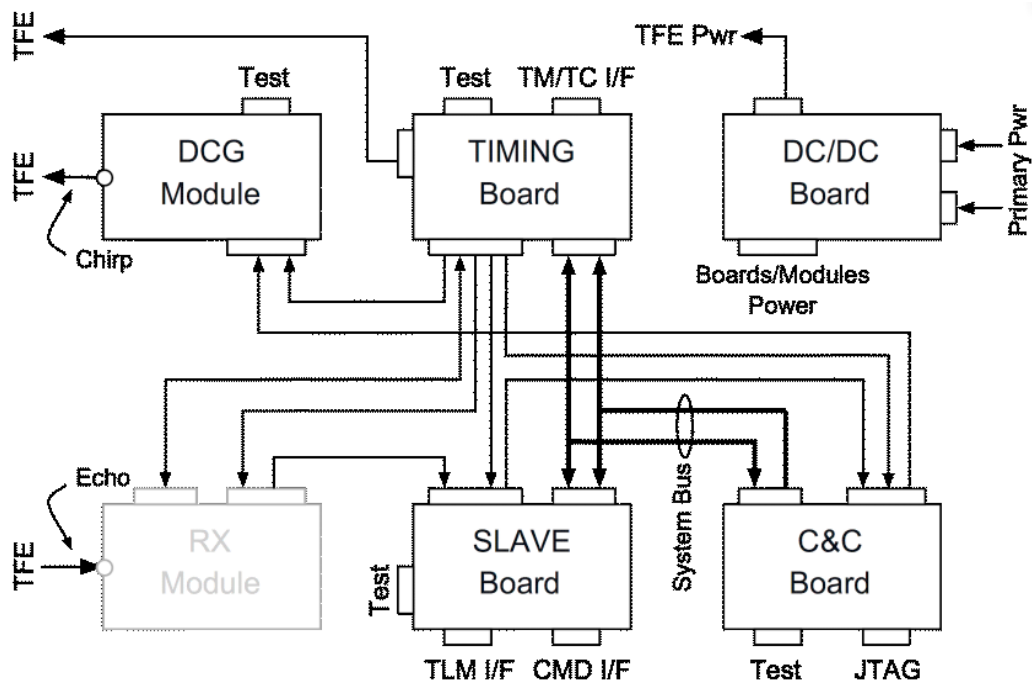 TFE
TFE Pwr
Test
Test
TM/TC I/F
DCG
Module
TIMING
Board
DC/DC
Board
TFE
Primary Pwr
Chirp
Boards/Modules
Power
Echo
System Bus
RX
Module
SLAVE
Board
C&C
Board
TFE
Test
TLM I/F
CMD I/F
Test
JTAG